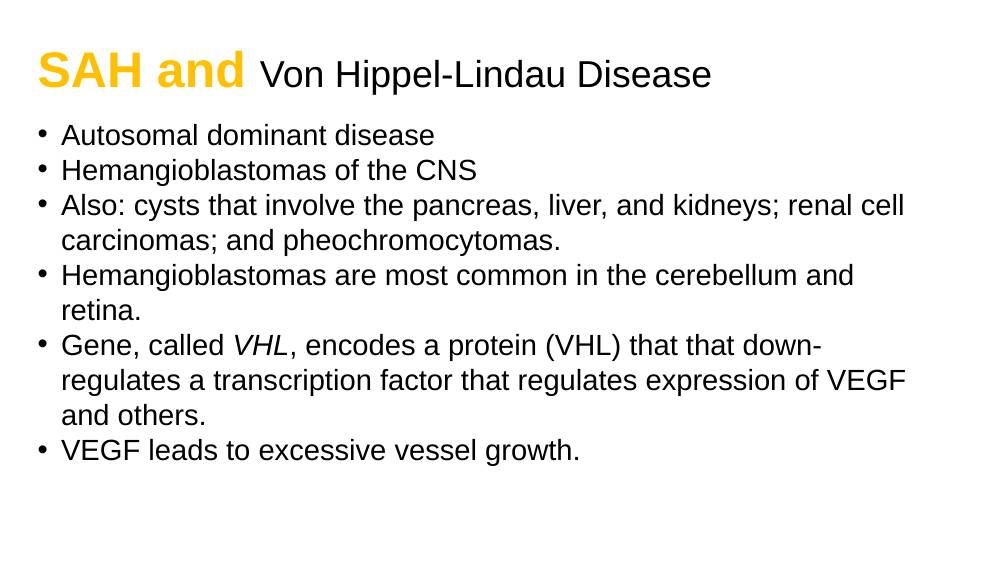 SAH and Von Hippel-Lindau Disease
• Autosomal dominant disease
• Hemangioblastomas of the CNS
• Also: cysts that involve the pancreas, liver, and kidneys; renal cell
carcinomas; and pheochromocytomas.
• Hemangioblastomas are most common in the cerebellum and
retina.
• Gene, called VHL, encodes a protein (VHL) that that down-
regulates a transcription factor that regulates expression of VEGF
and others.
• VEGF leads to excessive vessel growth.